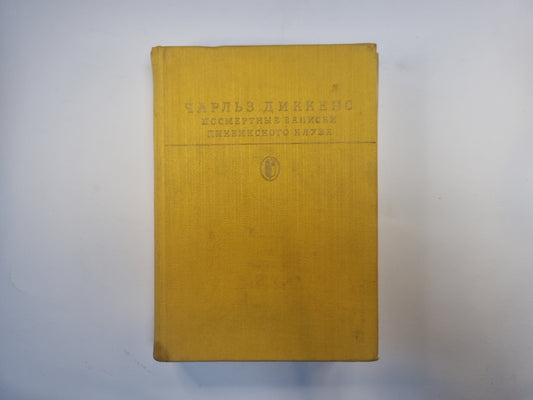 ЧАРЛЬЗ ДИККЕНС
ПОСМЕРТНЫЕ ЗАПИСКИ
ПИКВИКСКОГО КЛУБА